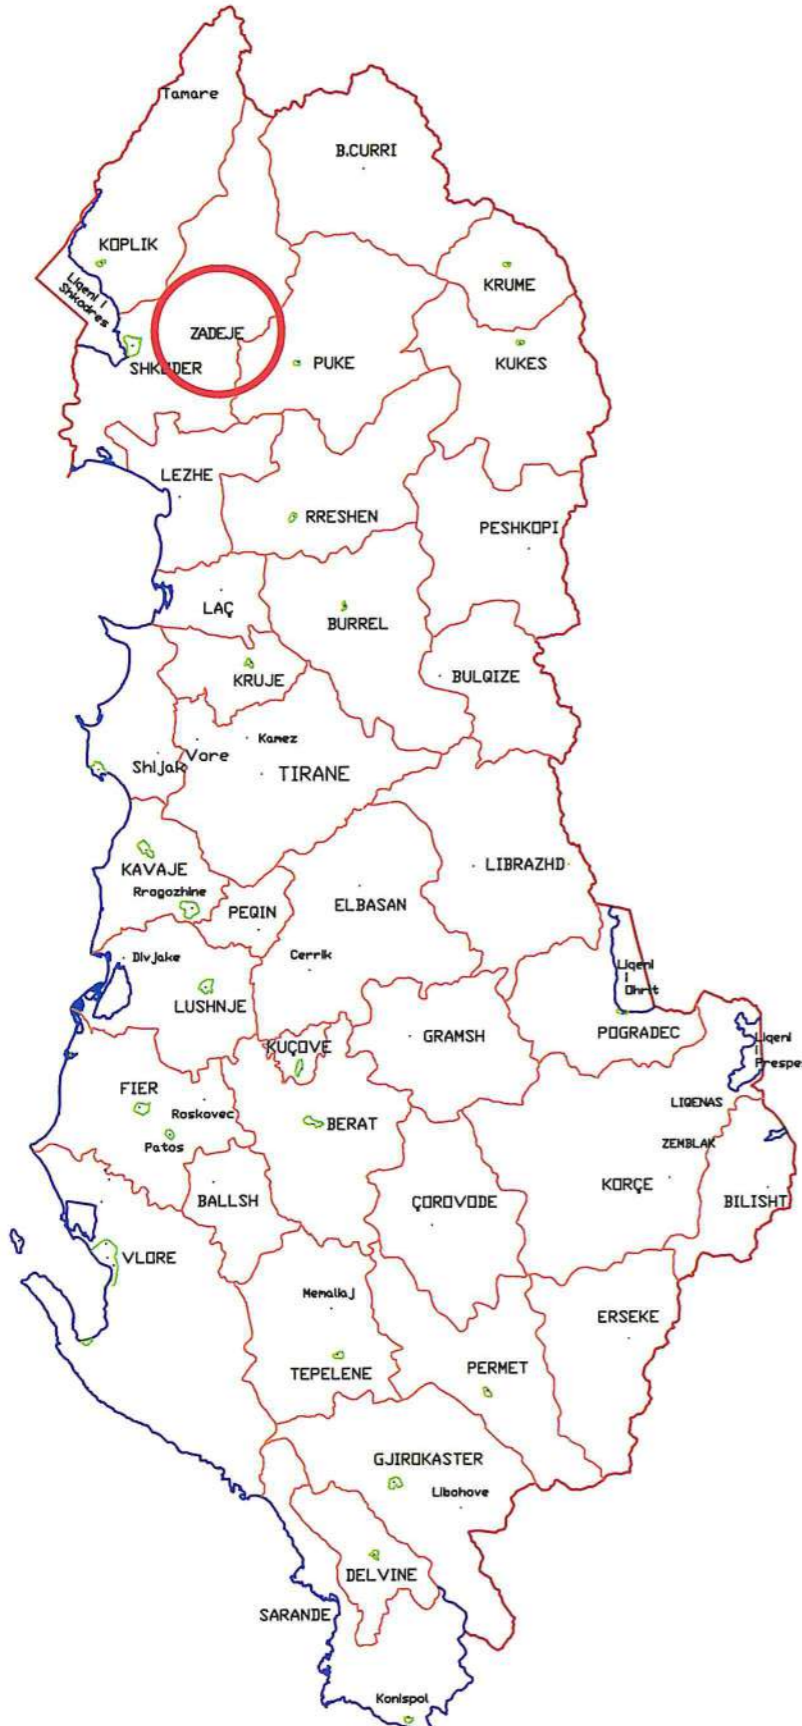 Tamare
B.CURRI
KOPLIK
KRUME
Liqeni i
Shkodres
ZADEJE
SHKODER
PUKE
KUKES
LEZHE
RRESHEN
PESHKOPI
LAÇ
BURREL
KRUJE
BULQIZE
Kamez
Vore
Shijak
TIRANE
KAVAJE
LIBRAZHD
Rrogozhine
PEQIN
ELBASAN
Divjake
Cerrik
Liqeni
i
Ohrit
LUSHNJE
GRAMSH
POGRADEC
KUÇOVE
Liqeni
i
Prespe
FIER
Roskovec
LIQENAS
BERAT
Patos
ZEMBLAK
BALLSH
ÇOROVODE
KORÇE
BILISHT
VLORE
Memaliaj
ERSEKE
TEPELENE
PERMET
GJIROKASTER
Libohove
DELVINE
SARANDE
Konispol